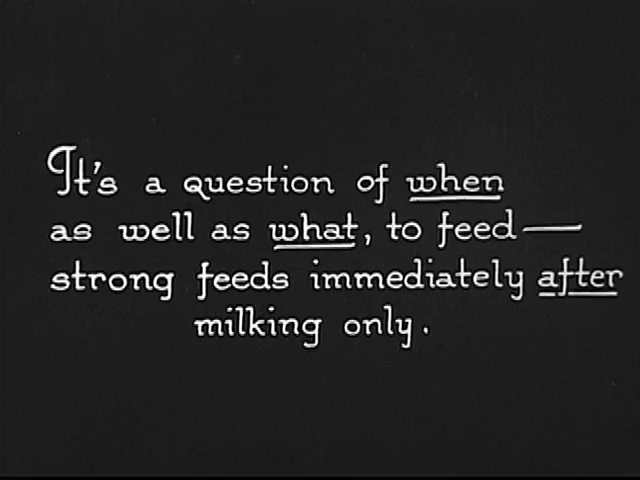 It's a question of when
as well as what, to feed—
strong feeds immediately after
milking only.